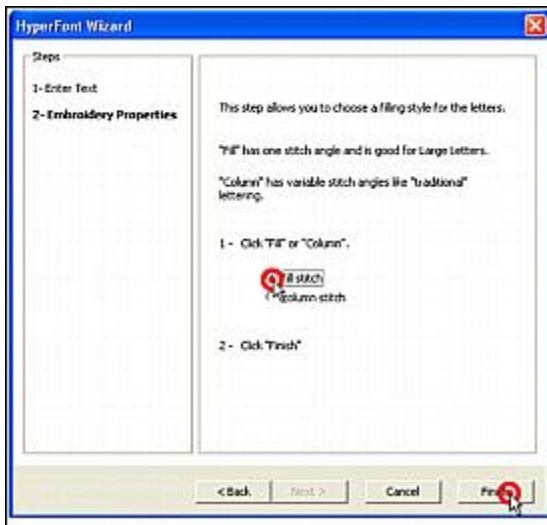 HyperFont Wizard
Steps
1- Enter Text
2- Embroidery Properties
This step allows you to choose a filling style for the letters.
"Fill" has one stitch angle and is good for Large Letters.
"Column" has variable stitch angles like "traditional"
lettering.
1 - Click "Fill" or "Column".
stitch
column stitch
2 - Click "Finish"
< Back
Next >
Cancel